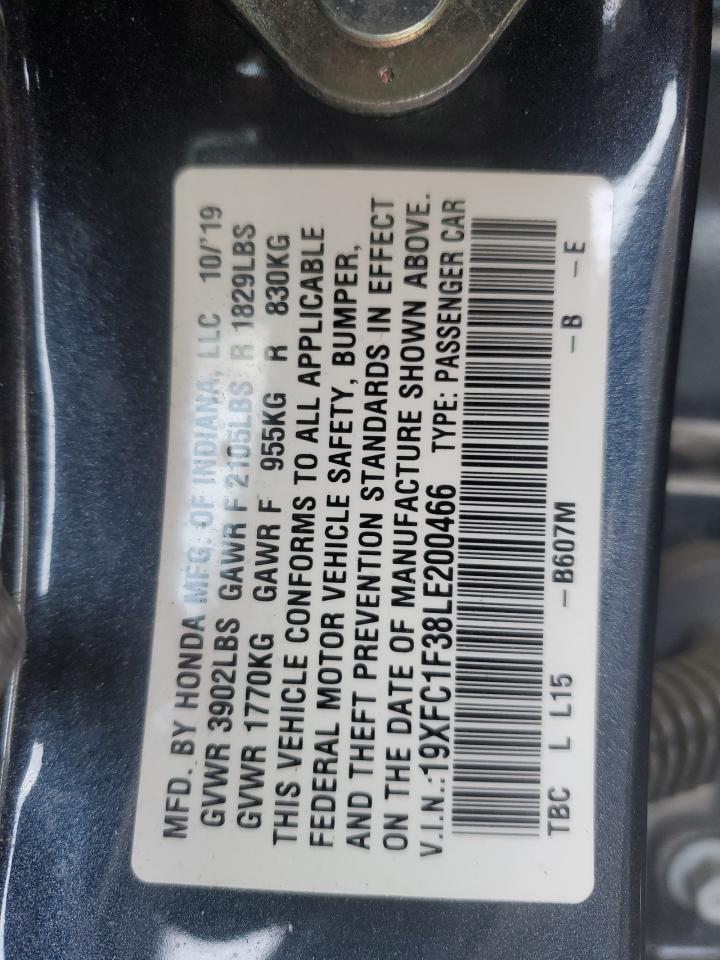 MFD. BY HONDA MFG. OF INDIANA, LLC 10/'19
GVWR 3902LBS GAWR F 2105LBS R 1829LBS
GVWR 1770KG GAWR F 955KG R 830KG
THIS VEHICLE CONFORMS TO ALL APPLICABLE
FEDERAL MOTOR VEHICLE SAFETY, BUMPER,
AND THEFT PREVENTION STANDARDS IN EFFECT
ON THE DATE OF MANUFACTURE SHOWN ABOVE.
V.I.N.:19XFC1F38LE200466 TYPE: PASSENGER CAR
TBC L L15 -B607M -B -E